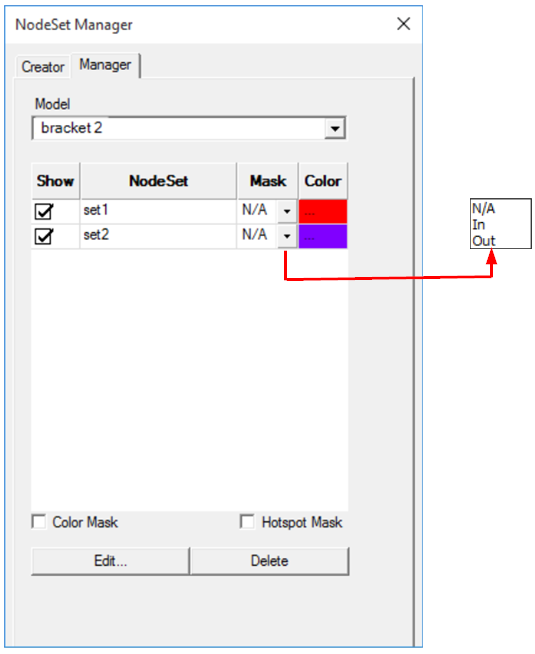 NodeSet Manager
Creator Manager
Model
bracket 2
Show NodeSet Mask Color
set1 N/A ...
set2 N/A ...
N/A
In
Out
Color Mask Hotspot Mask
Edit... Delete